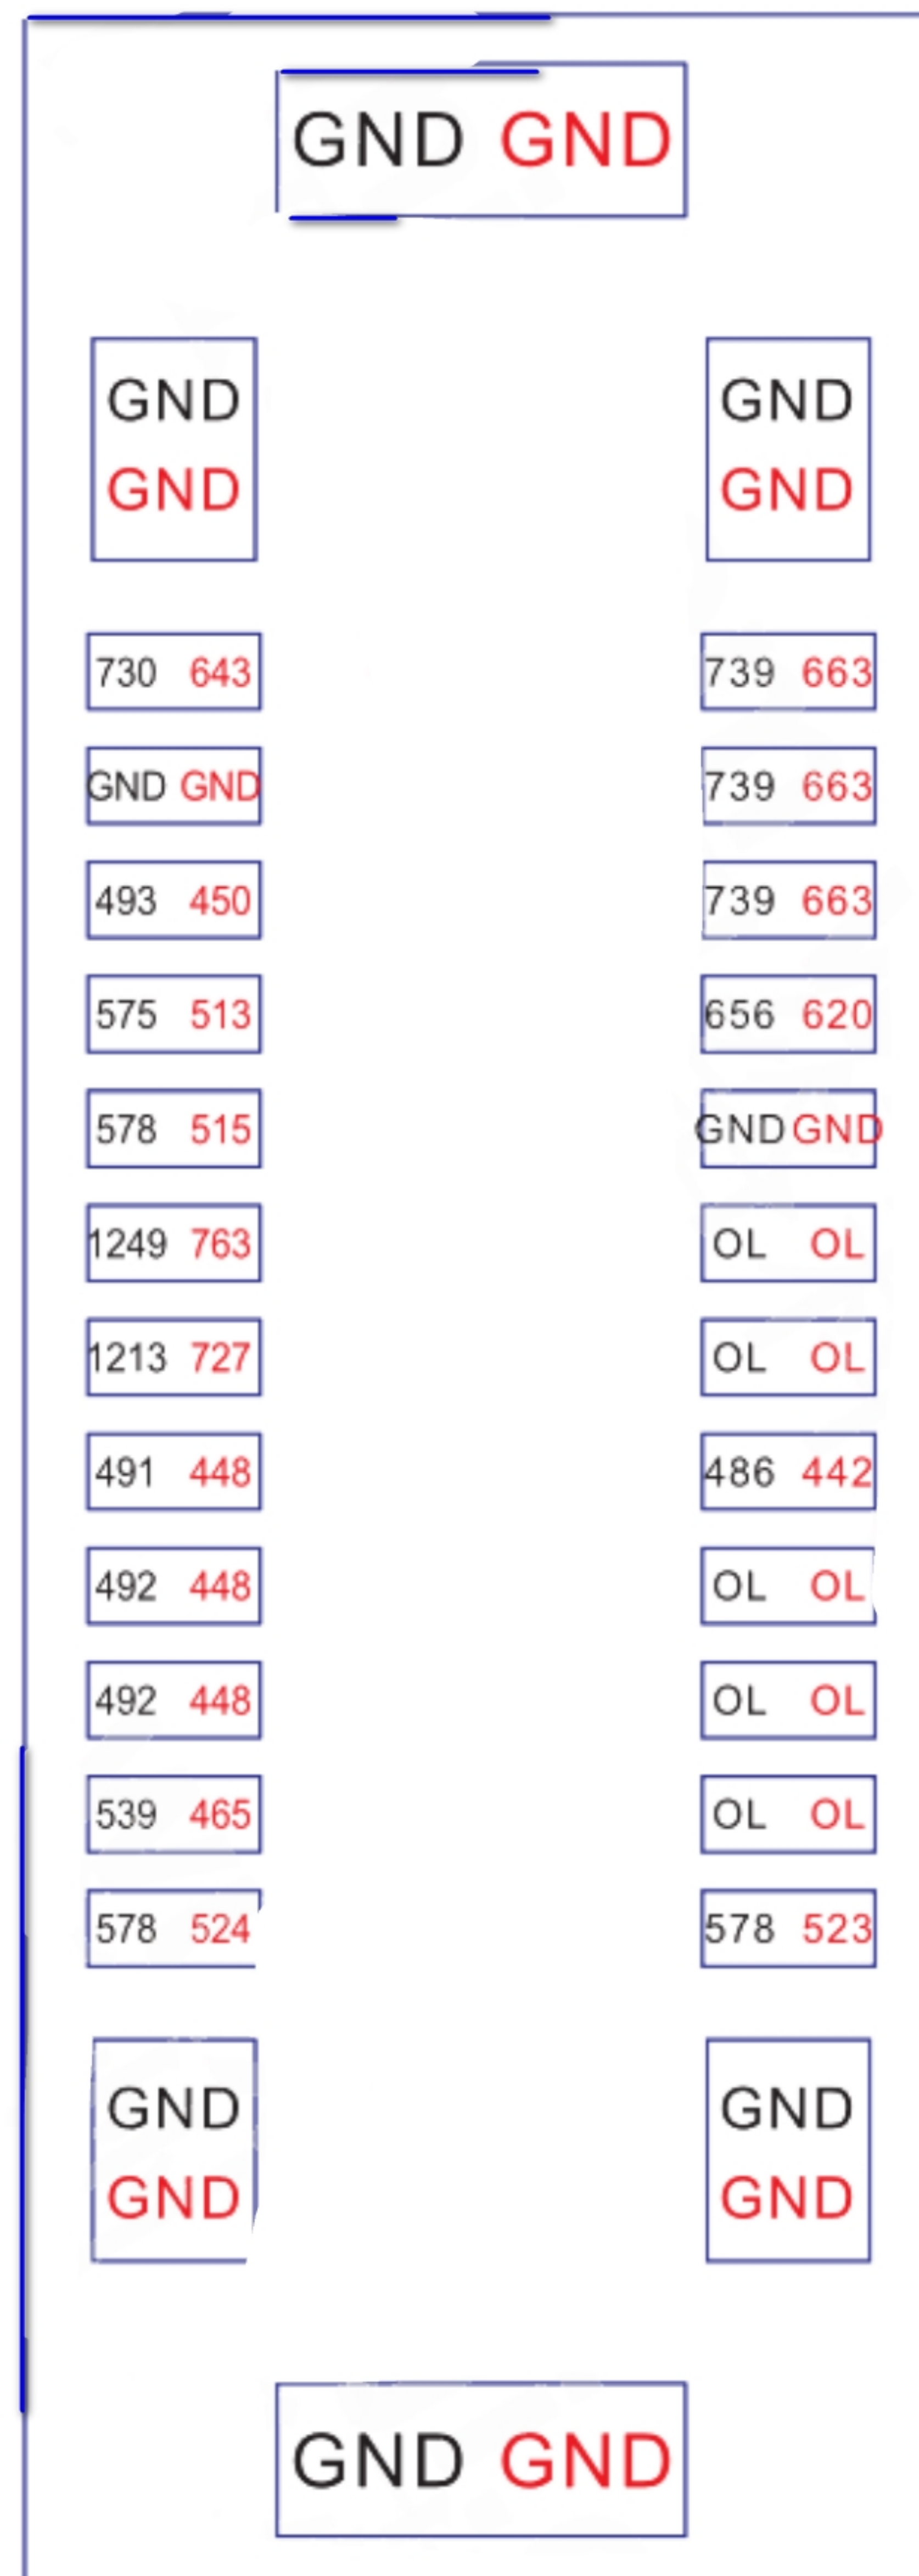 GND GND
GND GND
GND GND
730 643 739 663
GND GND 739 663
493 450 739 663
575 513 656 620
578 515 GND GND
1249 763 OL OL
1213 727 OL OL
491 448 486 442
492 448 OL OL
492 448 OL OL
539 465 OL OL
578 524 578 523
GND GND
GND GND
GND GND